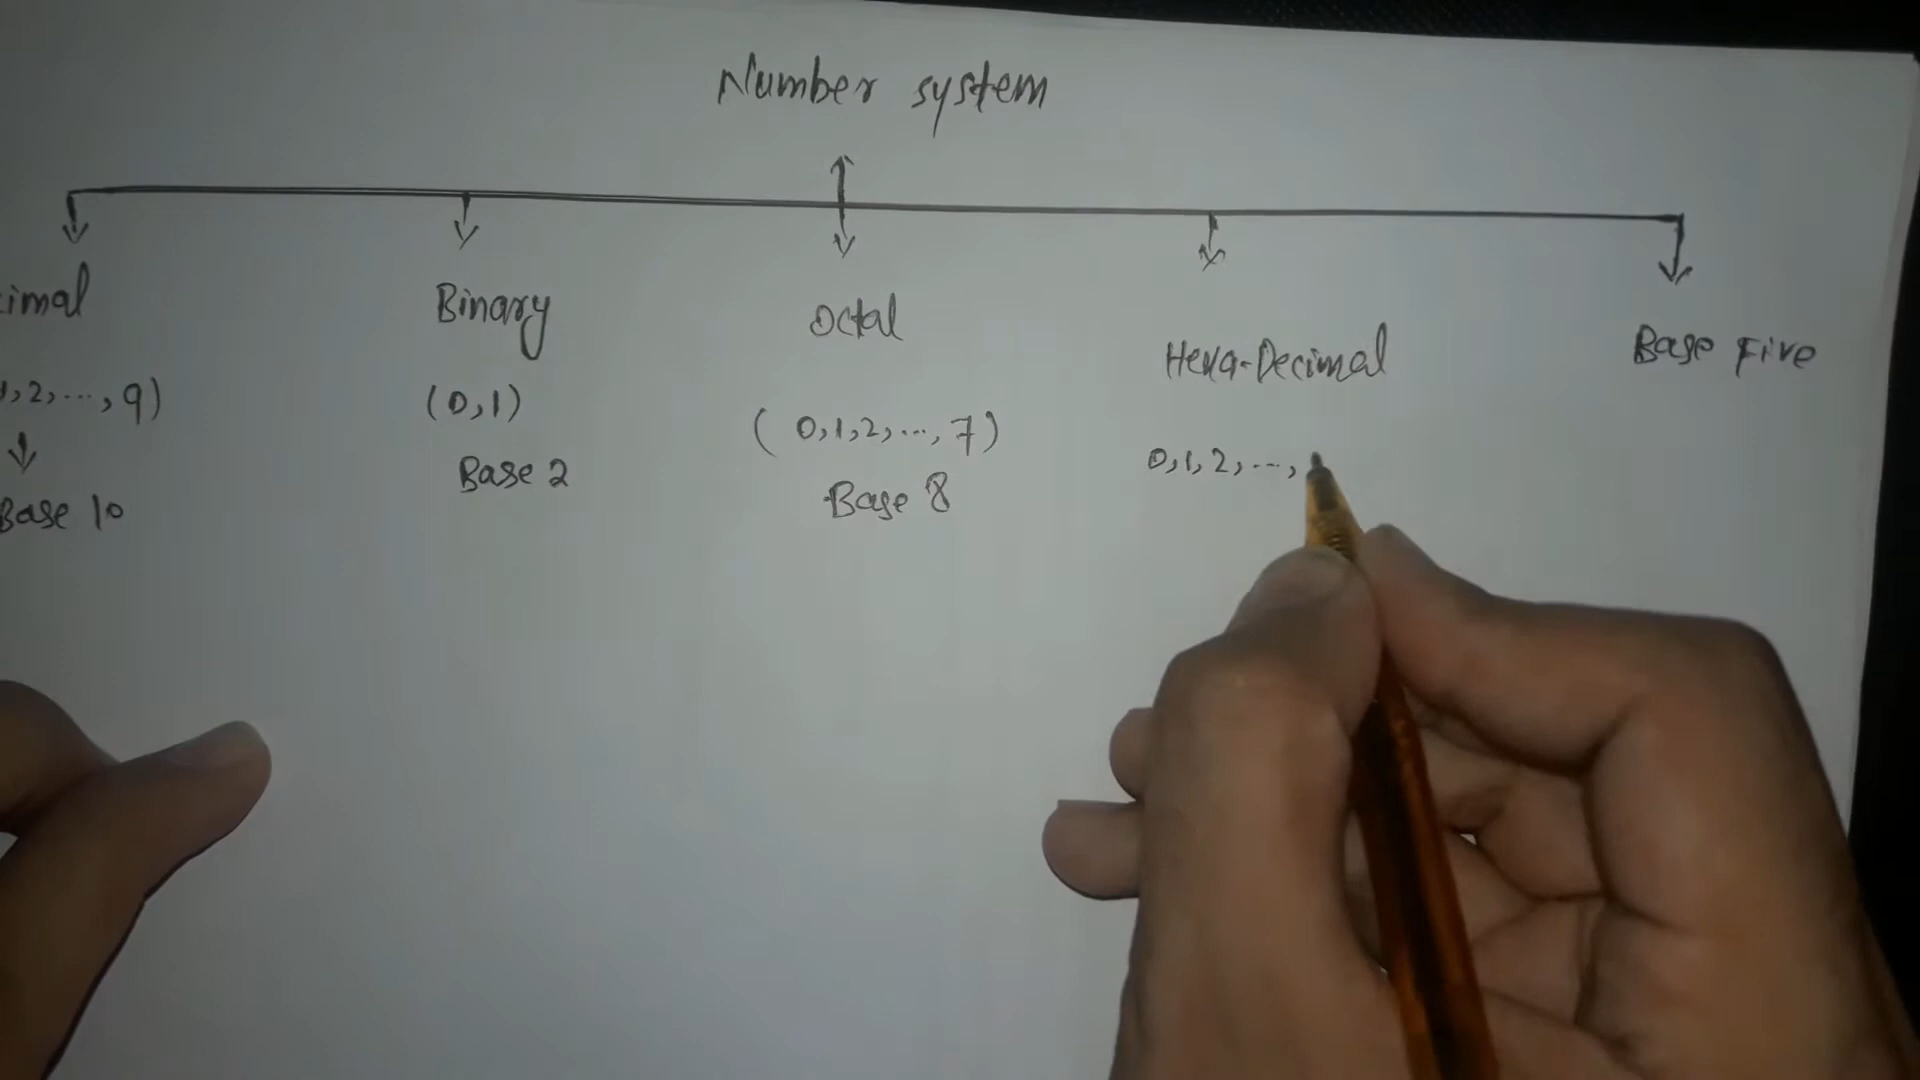 Number system
imal
Binary
Octal
Hexa-Decimal
Base Five
1,2,...,9)
(0,1)
(0,1,2,...,7)
0,1,2,...,
Base 10
Base 2
Base 8